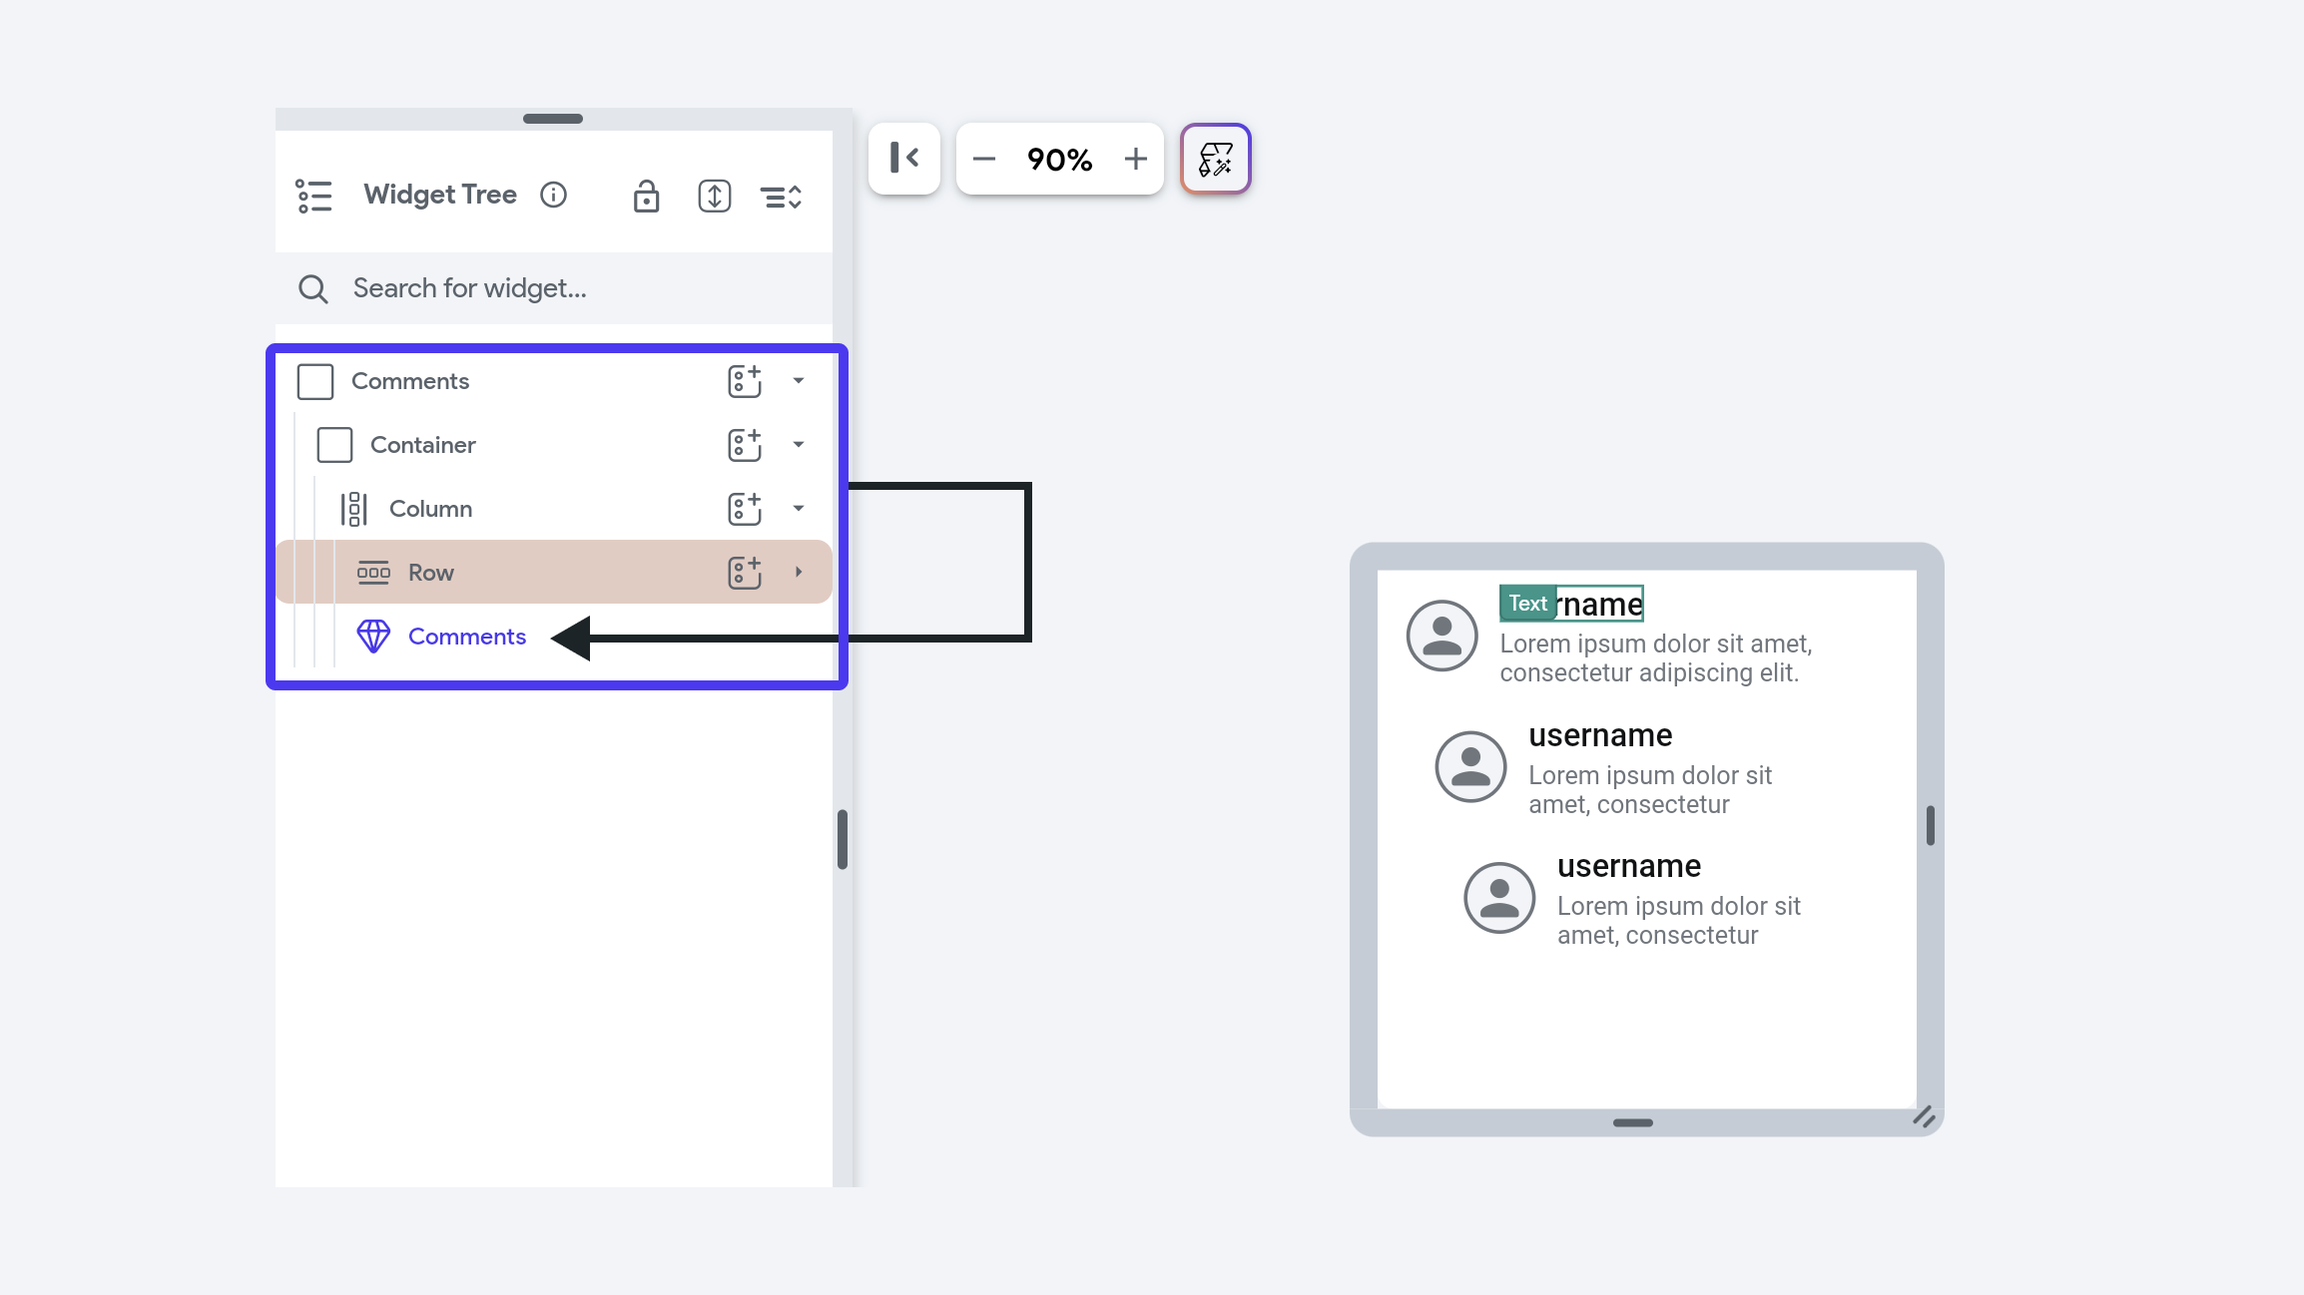 Widget Tree
90%
Search for widget...
Comments
Container
Column
Row
Comments
Text rname
Lorem ipsum dolor sit amet,
consectetur adipiscing elit.
username
Lorem ipsum dolor sit
amet, consectetur
username
Lorem ipsum dolor sit
amet, consectetur